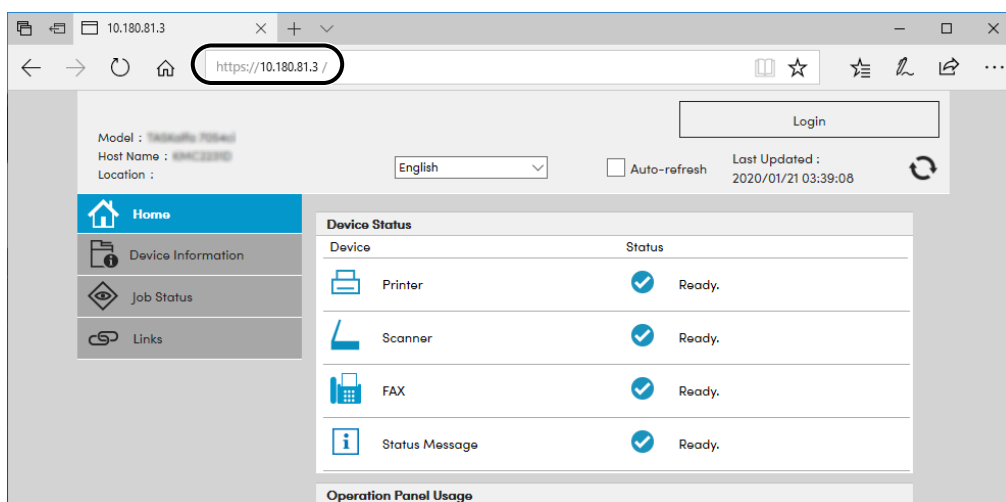 10.180.81.3
https://10.180.81.3 /
Login
Model :
Host Name :
Location :
English
Auto-refresh
Last Updated :
2020/01/21 03:39:08
Home
Device Information
Job Status
Links
Device Status
Device Status
Printer Ready.
Scanner Ready.
FAX Ready.
Status Message Ready.
Operation Panel Usage